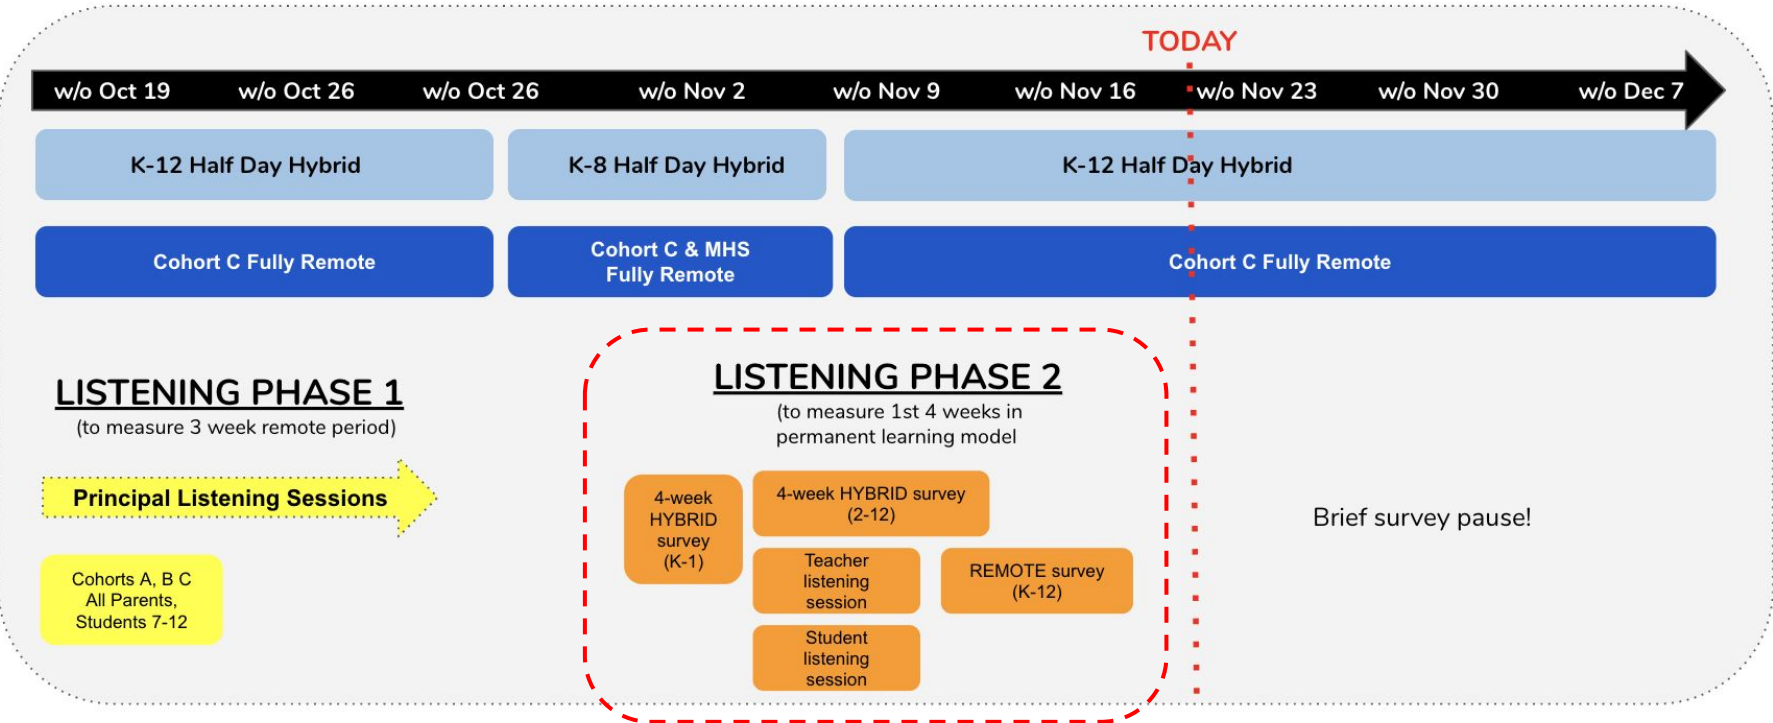 TODAY
w/o Oct 19
w/o Oct 26
w/o Oct 26
w/o Nov 2
w/o Nov 9
w/o Nov 16
w/o Nov 23
w/o Nov 30
w/o Dec 7
K-12 Half Day Hybrid
K-8 Half Day Hybrid
K-12 Half Day Hybrid
Cohort C Fully Remote
Cohort C & MHS
Fully Remote
Cohort C Fully Remote
LISTENING PHASE 1
(to measure 3 week remote period)
Principal Listening Sessions
Cohorts A, B C
All Parents,
Students 7-12
LISTENING PHASE 2
(to measure 1st 4 weeks in
permanent learning model
4-week
HYBRID
survey
(K-1)
4-week HYBRID survey
(2-12)
Teacher
listening
session
REMOTE survey
(K-12)
Student
listening
session
Brief survey pause!